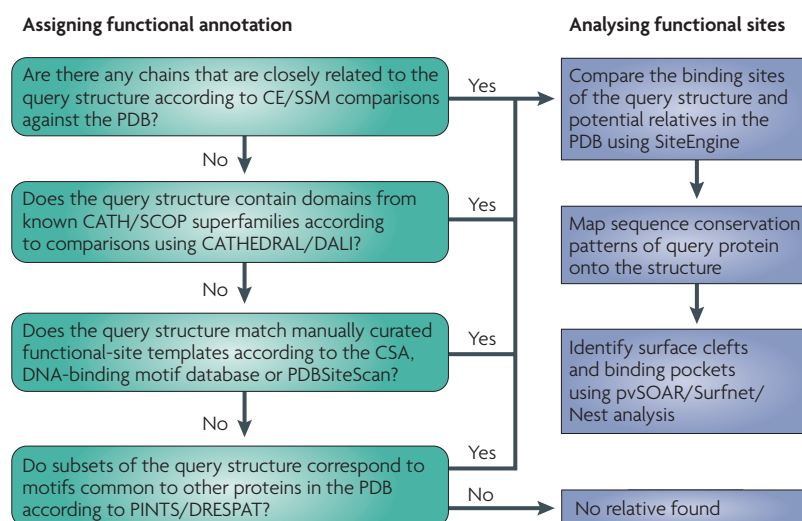 Assigning functional annotation
Are there any chains that are closely related to the
query structure according to CE/SSM comparisons
against the PDB?
Yes
No
Does the query structure contain domains from
known CATH/SCOP superfamilies according
to comparisons using CATHEDRAL/DALI?
Yes
No
Does the query structure match manually curated
functional-site templates according to the CSA,
DNA-binding motif database or PDBSiteScan?
Yes
No
Do subsets of the query structure correspond to
motifs common to other proteins in the PDB
according to PINTS/DRESPAT?
Yes
No
Analysing functional sites
Compare the binding sites
of the query structure and
potential relatives in the
PDB using SiteEngine
Map sequence conservation
patterns of query protein
onto the structure
Identify surface clefts
and binding pockets
using pvSOAR/Surfnet/
Nest analysis
No relative found